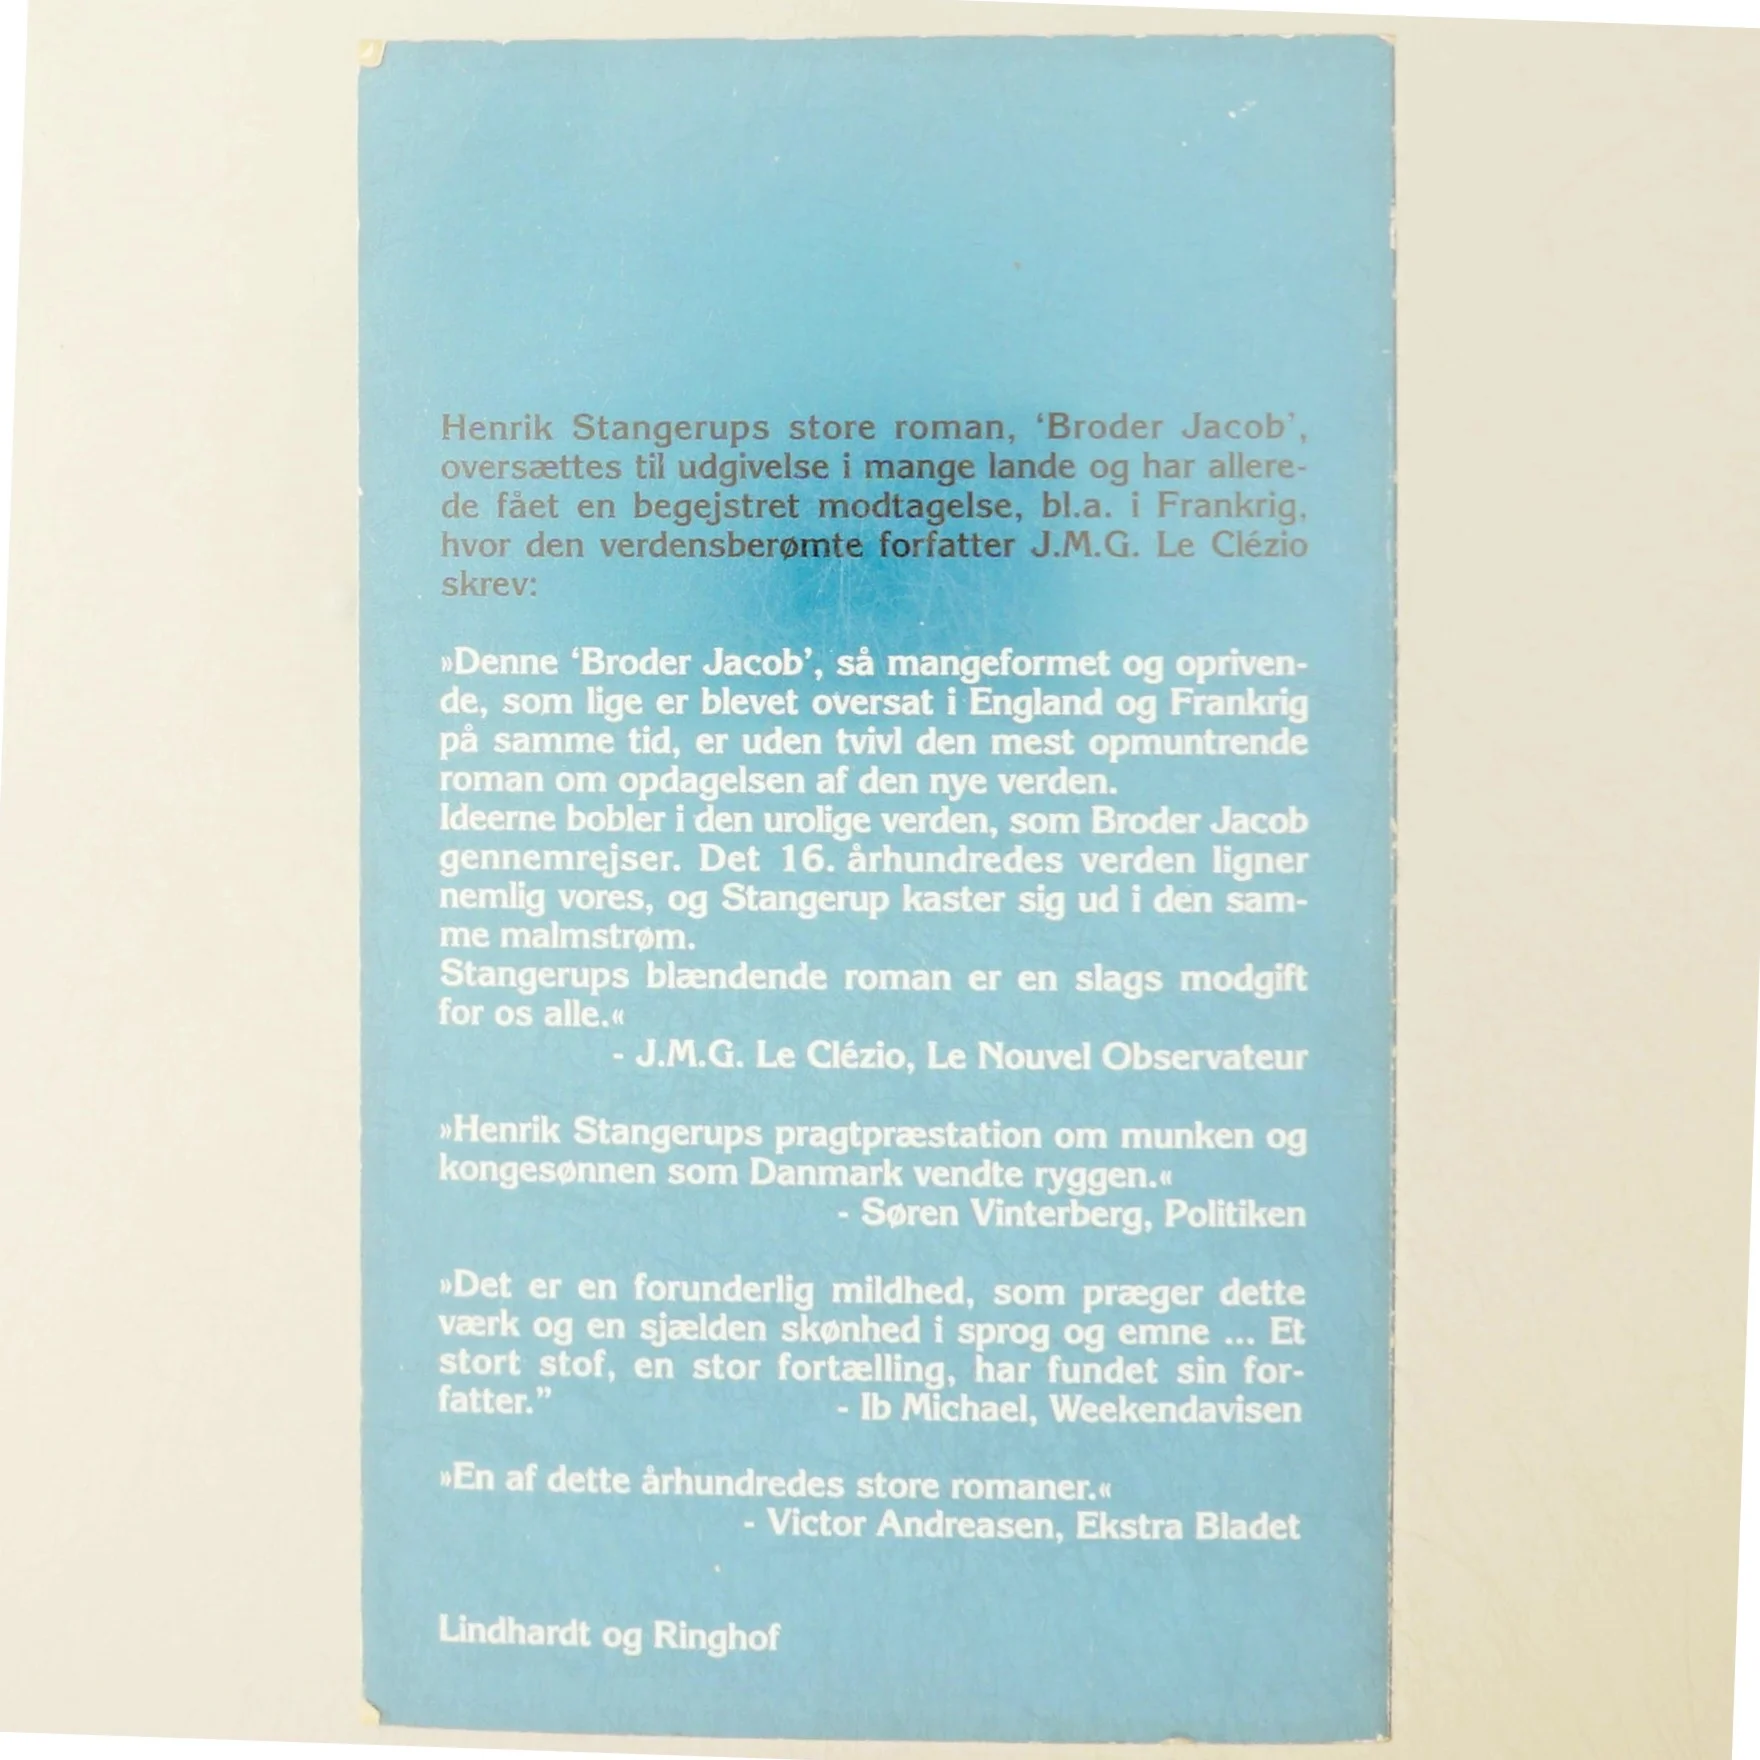 Henrik Stangerups store roman, ‘Broder Jacob’,
oversættes til udgivelse i mange lande og har allere-
de fået en begejstret modtagelse, bl.a. i Frankrig,
hvor den verdensberømte forfatter J.M.G. Le Clézio
skrev:
»Denne ‘Broder Jacob’, så mangeformet og opriven-
de, som lige er blevet oversat i England og Frankrig
på samme tid, er uden tvivl den mest opmuntrende
roman om opdagelsen af den nye verden.
Ideerne bobler i den urolige verden, som Broder Jacob
gennemrejser. Det 16. århundredes verden ligner
nemlig vores, og Stangerup kaster sig ud i den sam-
me malmstrøm.
Stangerups blændende roman er en slags modgift
for os alle.«
- J.M.G. Le Clézio, Le Nouvel Observateur
»Henrik Stangerups pragtpræstation om munken og
kongesønnen som Danmark vendte ryggen.«
- Søren Vinterberg, Politiken
»Det er en forunderlig mildhed, som præger dette
værk og en sjælden skønhed i sprog og emne ... Et
stort stof, en stor fortælling, har fundet sin for-
fatter.” - Ib Michael, Weekendavisen
»En af dette århundredes store romaner.«
- Victor Andreasen, Ekstra Bladet
Lindhardt og Ringhof